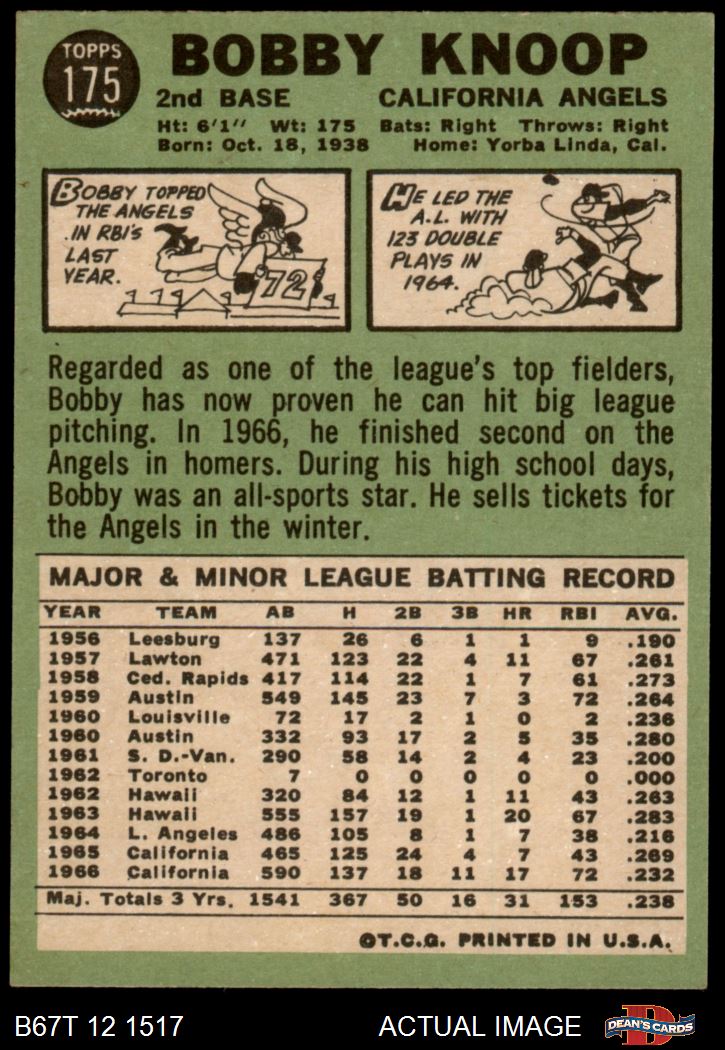 TOPPS
175
BOBBY KNOOP
2nd BASE CALIFORNIA ANGELS
Ht: 6'1" Wt: 175 Bats: Right Throws: Right
Born: Oct. 18, 1938 Home: Yorba Linda, Cal.
BOBBY TOPPED
THE ANGELS
IN RBI'S
LAST
YEAR.
72
HE LED THE
A.L. WITH
123 DOUBLE
PLAYS IN
1964.
Regarded as one of the league's top fielders,
Bobby has now proven he can hit big league
pitching. In 1966, he finished second on the
Angels in homers. During his high school days,
Bobby was an all-sports star. He sells tickets for
the Angels in the winter.
MAJOR & MINOR LEAGUE BATTING RECORD
YEAR TEAM AB H 2B 3B HR RBI AVG.
1956 Leesburg 137 26 6 1 1 9 .190
1957 Lawton 471 123 22 4 11 67 .261
1958 Ced. Rapids 417 114 22 1 7 61 .273
1959 Austin 549 145 23 7 3 72 .264
1960 Louisville 72 17 2 1 0 2 .236
1960 Austin 332 93 17 2 5 35 .280
1961 S. D.-Van. 290 58 14 2 4 23 .200
1962 Toronto 7 0 0 0 0 0 .000
1962 Hawaii 320 84 12 1 11 43 .263
1963 Hawaii 555 157 19 1 20 67 .283
1964 L. Angeles 486 105 8 1 7 38 .216
1965 California 465 125 24 4 7 43 .269
1966 California 590 137 18 11 17 72 .232
Maj. Totals 3 Yrs. 1541 367 50 16 31 153 .238
©T.C.G. PRINTED IN U.S.A.
B67T 12 1517 ACTUAL IMAGE
D
DEAN'S CARDS